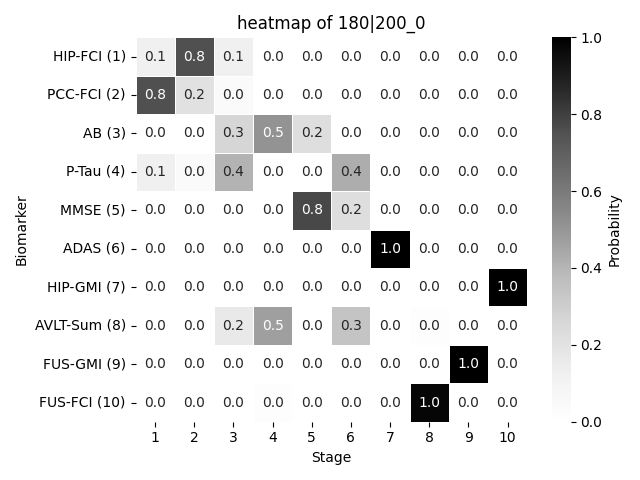 heatmap of 180|200_0
Biomarker
HIP-FCI (1) 0.1 0.8 0.1 0.0 0.0 0.0 0.0 0.0 0.0 0.0
PCC-FCI (2) 0.8 0.2 0.0 0.0 0.0 0.0 0.0 0.0 0.0 0.0
AB (3) 0.0 0.0 0.3 0.5 0.2 0.0 0.0 0.0 0.0 0.0
P-Tau (4) 0.1 0.0 0.4 0.0 0.0 0.4 0.0 0.0 0.0 0.0
MMSE (5) 0.0 0.0 0.0 0.0 0.8 0.2 0.0 0.0 0.0 0.0
ADAS (6) 0.0 0.0 0.0 0.0 0.0 0.0 1.0 0.0 0.0 0.0
HIP-GMI (7) 0.0 0.0 0.0 0.0 0.0 0.0 0.0 0.0 0.0 1.0
AVLT-Sum (8) 0.0 0.0 0.2 0.5 0.0 0.3 0.0 0.0 0.0 0.0
FUS-GMI (9) 0.0 0.0 0.0 0.0 0.0 0.0 0.0 0.0 1.0 0.0
FUS-FCI (10) 0.0 0.0 0.0 0.0 0.0 0.0 0.0 1.0 0.0 0.0
1 2 3 4 5 6 7 8 9 10
Stage
1.0
0.8
0.6
0.4
0.2
0.0
Probability